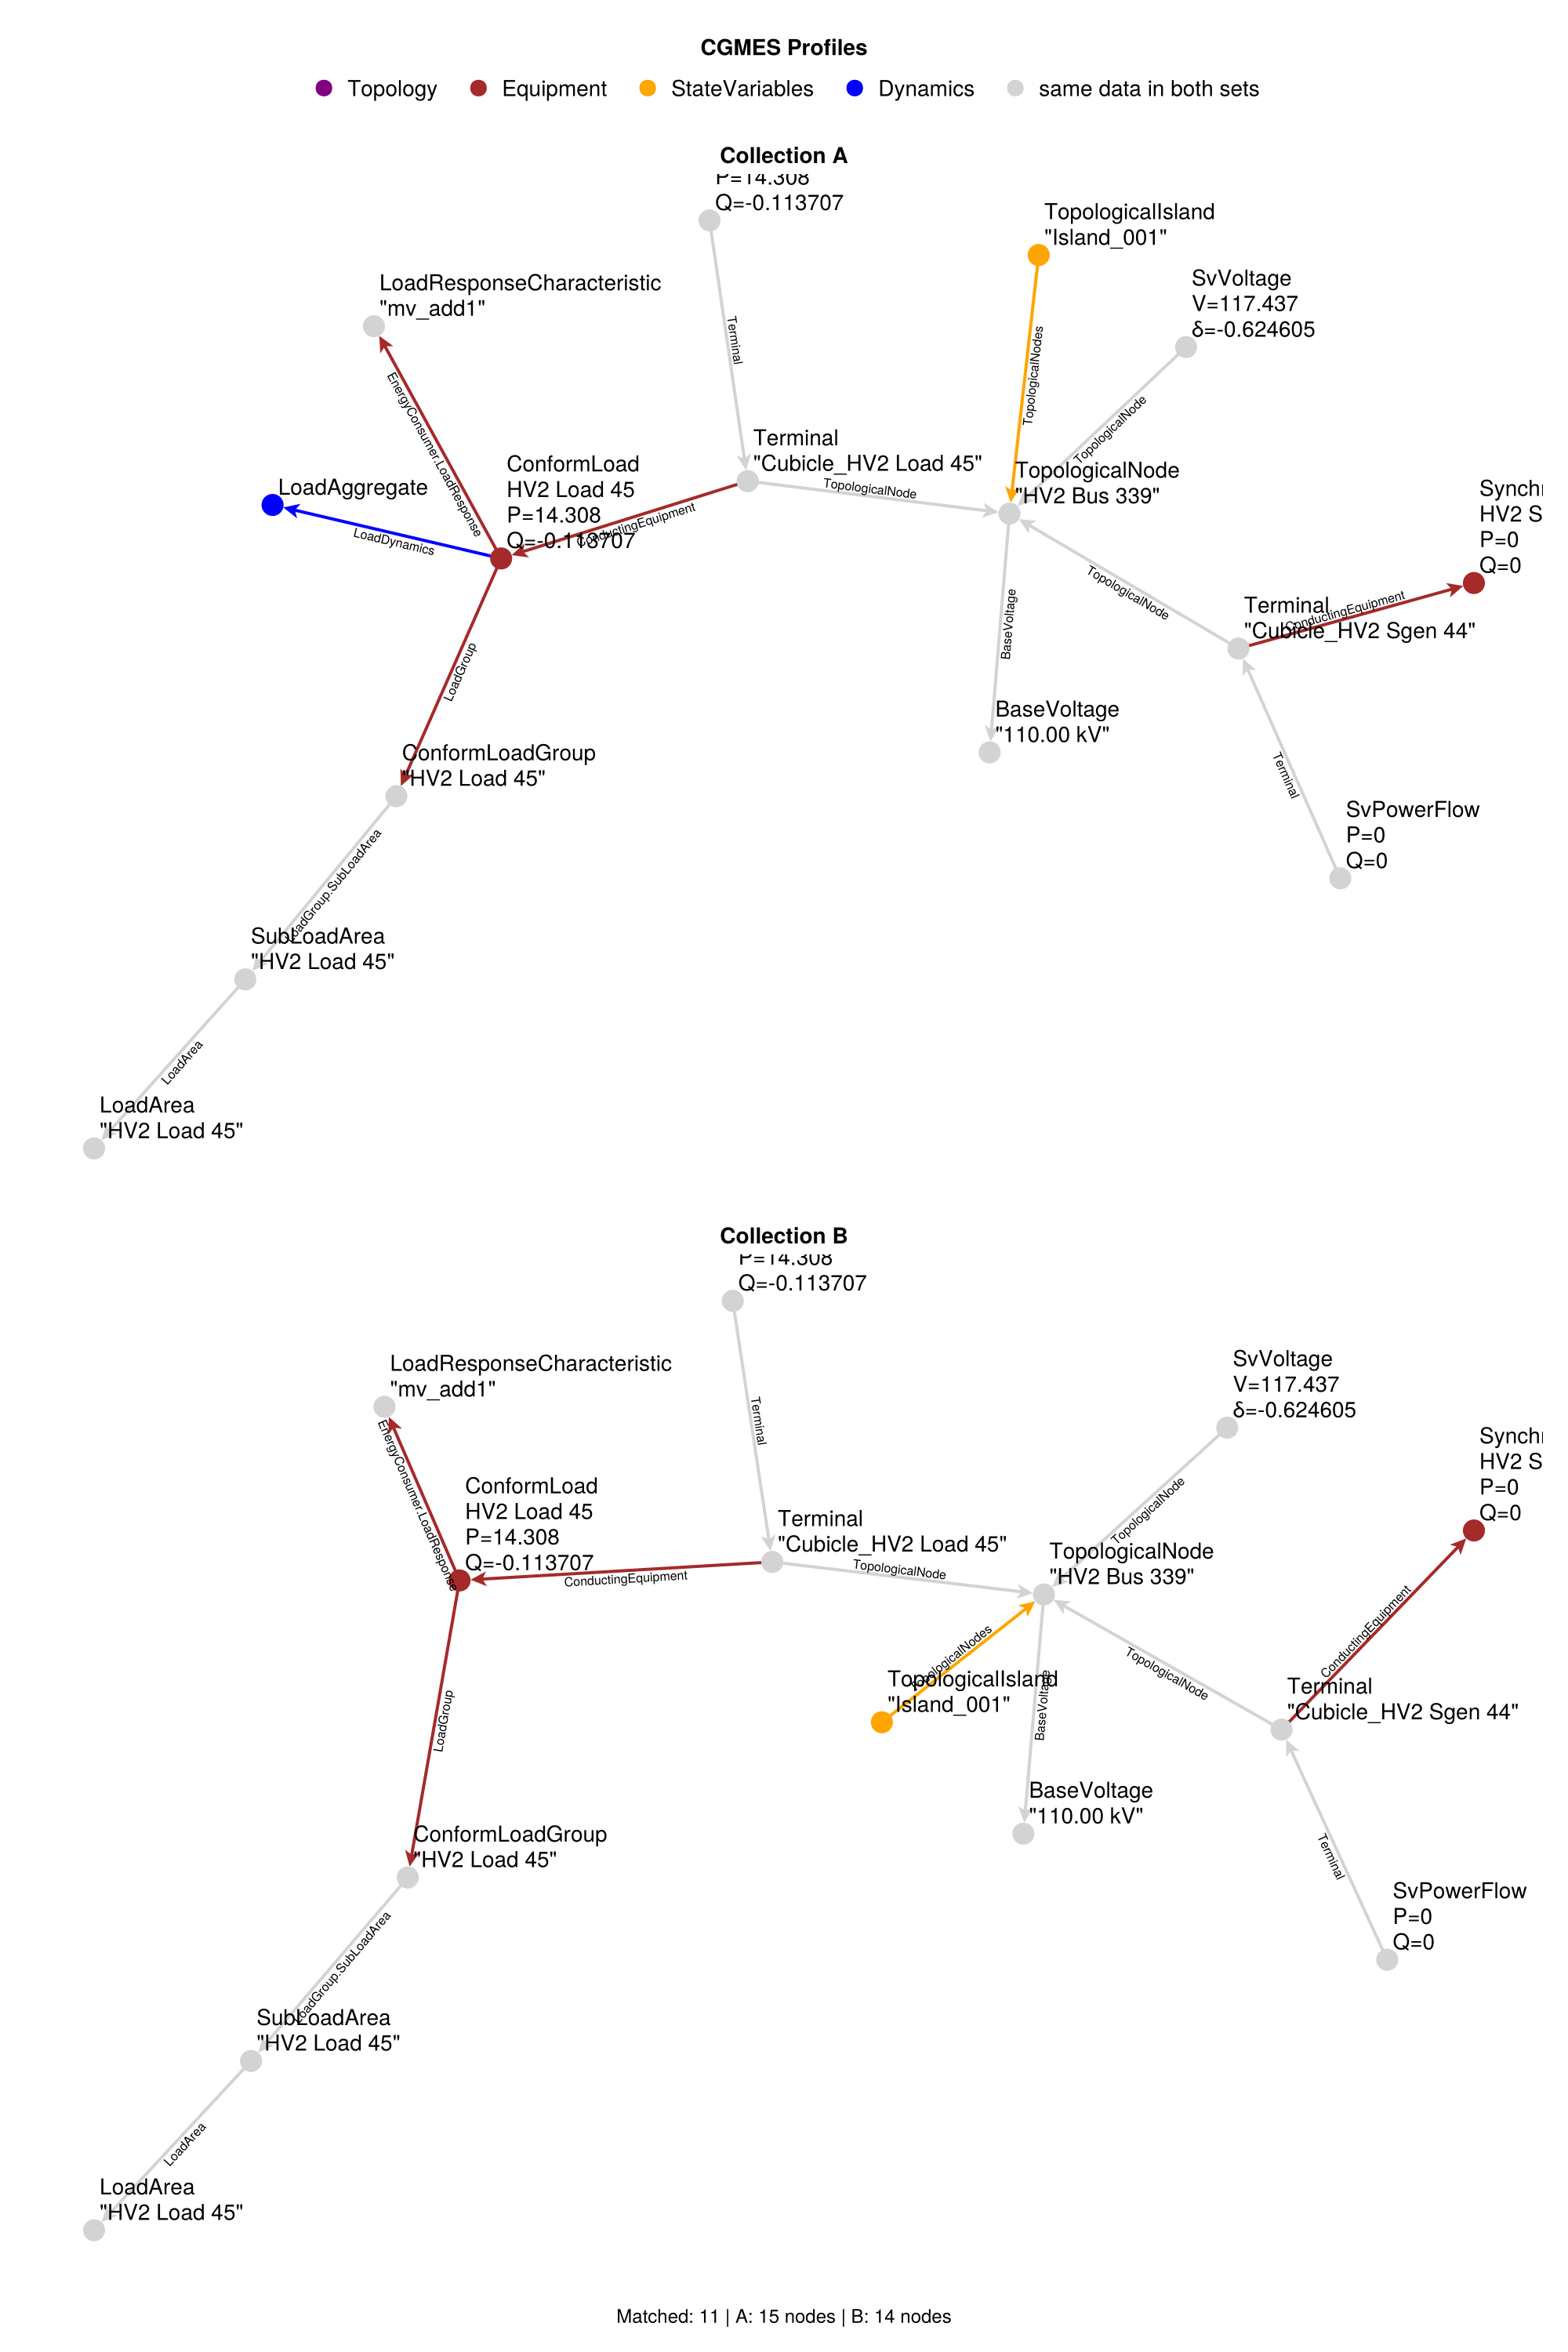 CGMES Profiles
Topology
Equipment
StateVariables
Dynamics
same data in both sets
Collection A
P=14.308
Q=-0.113707
TopologicalIsland
"Island_001"
SvVoltage
V=117.437
δ=-0.624605
LoadResponseCharacteristic
"mv_add1"
Terminal
TopologicalNodes
TopologicalNode
EnergyConsumer.LoadResponse
Terminal
"Cubicle_HV2 Load 45"
ConformLoad
HV2 Load 45
P=14.308
Q=-0.113707
LoadAggregate
LoadDynamics
ConductingEquipment
TopologicalNode
TopologicalNode
"HV2 Bus 339"
HV2 S
P=0
Q=0
TopologicalNode
ConductingEquipment
Terminal
"Cubicle_HV2 Sgen 44"
BaseVoltage
LoadGroup
BaseVoltage
"110.00 kV"
ConformLoadGroup
"HV2 Load 45"
Terminal
SvPowerFlow
P=0
Q=0
LoadGroup.SubLoadArea
SubLoadArea
"HV2 Load 45"
LoadArea
LoadArea
"HV2 Load 45"
Collection B
P=14.308
Q=-0.113707
LoadResponseCharacteristic
"mv_add1"
SvVoltage
V=117.437
δ=-0.624605
Terminal
EnergyConsumer.LoadResponse
HV2 S
P=0
Q=0
ConformLoad
HV2 Load 45
P=14.308
Q=-0.113707
Terminal
"Cubicle_HV2 Load 45"
TopologicalNode
ConductingEquipment
TopologicalNode
TopologicalNode
"HV2 Bus 339"
TopologicalNodes
TopologicalIsland
"Island_001"
TopologicalNode
ConductingEquipment
Terminal
"Cubicle_HV2 Sgen 44"
LoadGroup
BaseVoltage
BaseVoltage
"110.00 kV"
ConformLoadGroup
"HV2 Load 45"
Terminal
SvPowerFlow
P=0
Q=0
LoadGroup.SubLoadArea
SubLoadArea
"HV2 Load 45"
LoadArea
LoadArea
"HV2 Load 45"
Matched: 11 | A: 15 nodes | B: 14 nodes